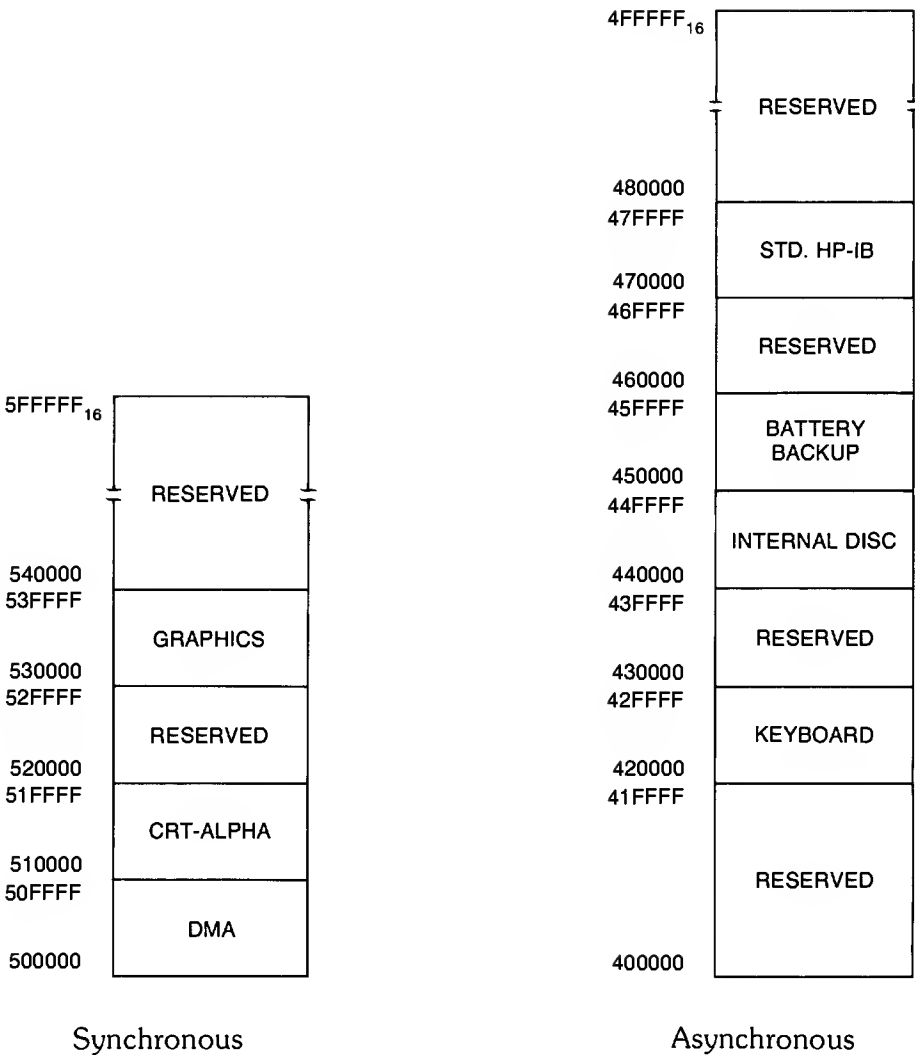 5FFFFF16
RESERVED
540000
53FFFF
GRAPHICS
530000
52FFFF
RESERVED
520000
51FFFF
CRT-ALPHA
510000
50FFFF
DMA
500000
Synchronous
4FFFFF16
RESERVED
480000
47FFFF
STD. HP-IB
470000
46FFFF
RESERVED
460000
45FFFF
BATTERY
BACKUP
450000
44FFFF
INTERNAL DISC
440000
43FFFF
RESERVED
430000
42FFFF
KEYBOARD
420000
41FFFF
RESERVED
400000
Asynchronous